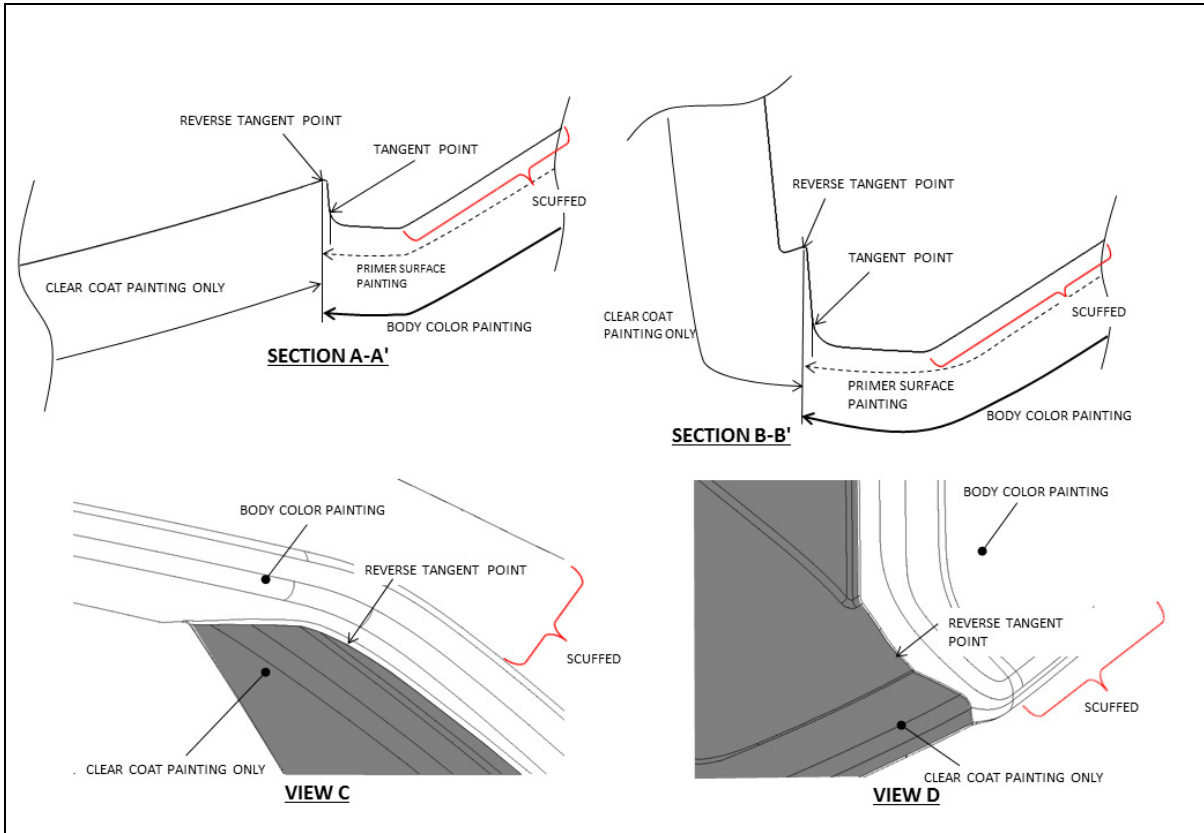 REVERSE TANGENT POINT
TANGENT POINT
SCUFFED
CLEAR COAT PAINTING ONLY
PRIMER SURFACE
PAINTING
BODY COLOR PAINTING
SECTION A-A'
REVERSE TANGENT POINT
TANGENT POINT
SCUFFED
CLEAR COAT
PAINTING ONLY
PRIMER SURFACE
PAINTING
BODY COLOR PAINTING
SECTION B-B'
BODY COLOR PAINTING
REVERSE TANGENT POINT
SCUFFED
CLEAR COAT PAINTING ONLY
VIEW C
BODY COLOR PAINTING
REVERSE TANGENT
POINT
SCUFFED
CLEAR COAT PAINTING ONLY
VIEW D